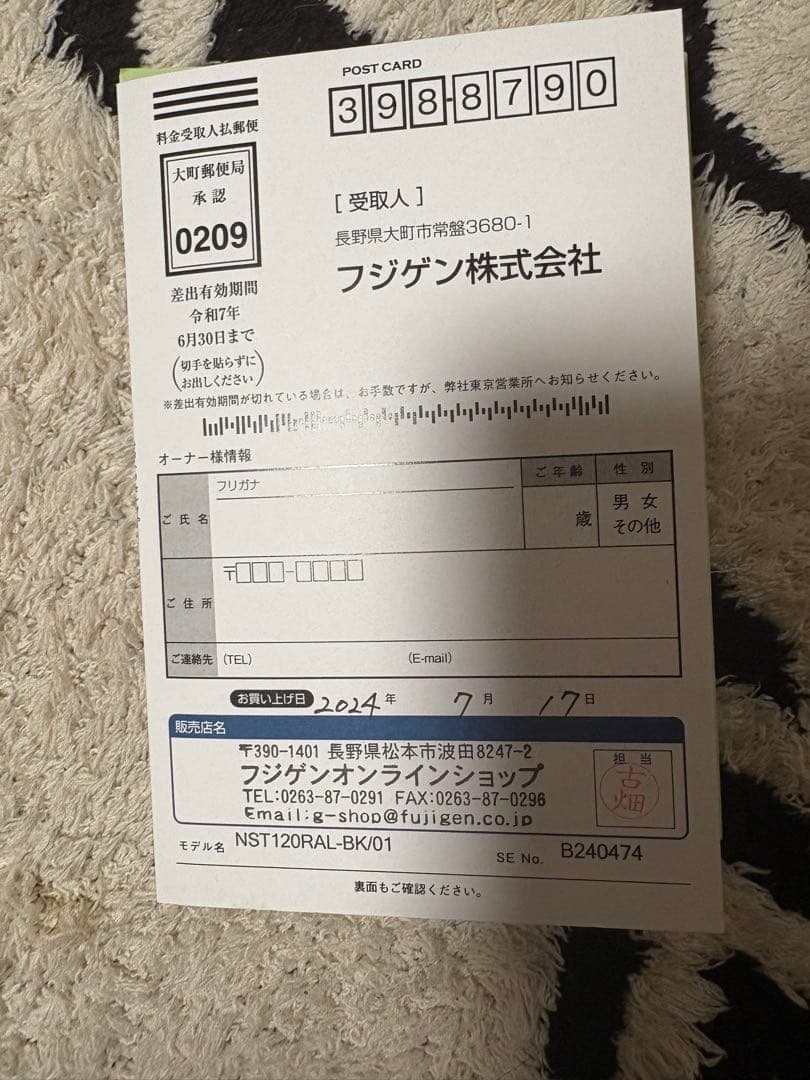 POST CARD
398-8790
料金受取人払郵便
大町郵便局
承認
0209
差出有効期間
令和7年
6月30日まで
(切手を貼らずに
お出しください)
[受取人]
長野県大町市常盤3680-1
フジゲン株式会社
※差出有効期間が切れている場合は、お手数ですが、弊社東京営業所へお知らせください。
オーナー様情報
フリガナ
ご氏名
ご年齢
性別
歳
男 女
その他
〒
ご住所
ご連絡先 (TEL) (E-mail)
お買い上げ日 2024年 7月 17日
販売店名
〒390-1401 長野県松本市波田8247-2
フジゲンオンラインショップ
TEL:0263-87-0291 FAX:0263-87-0296
Email:g-shop@fujigen.co.jp
担当
古畑
モデル名 NST120RAL-BK/01
SE No. B240474
裏面もご確認ください。